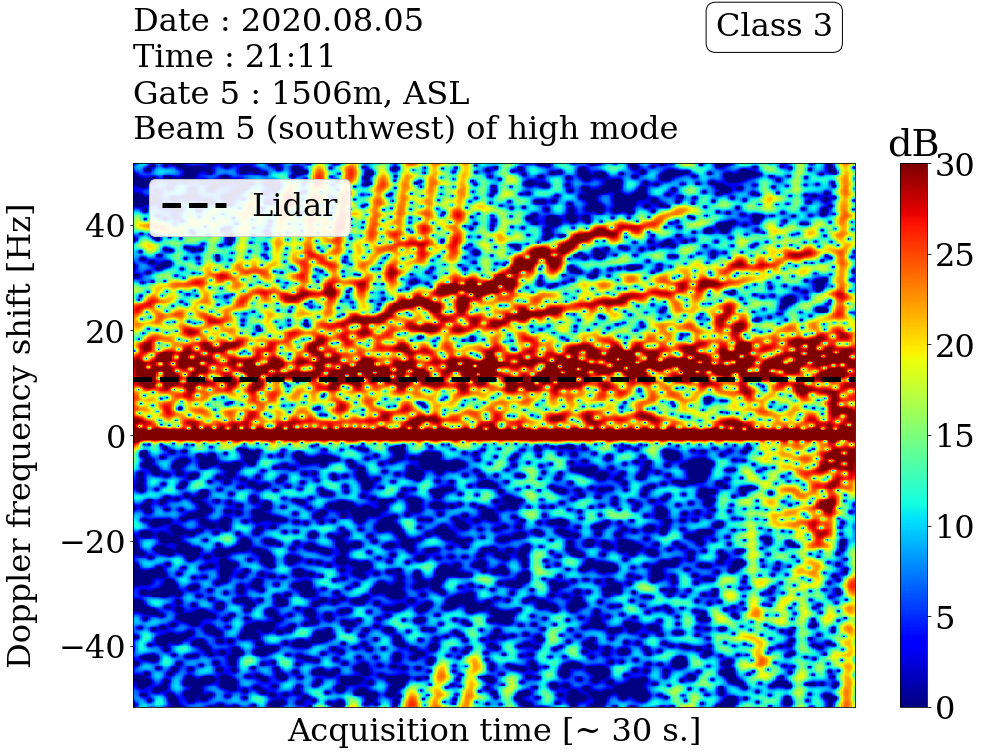 Date : 2020.08.05
Time : 21:11
Gate 5 : 1506m, ASL
Beam 5 (southwest) of high mode
Class 3
dB
Lidar
Doppler frequency shift [Hz]
40
20
0
−20
−40
30
25
20
15
10
5
0
Acquisition time [~ 30 s.]